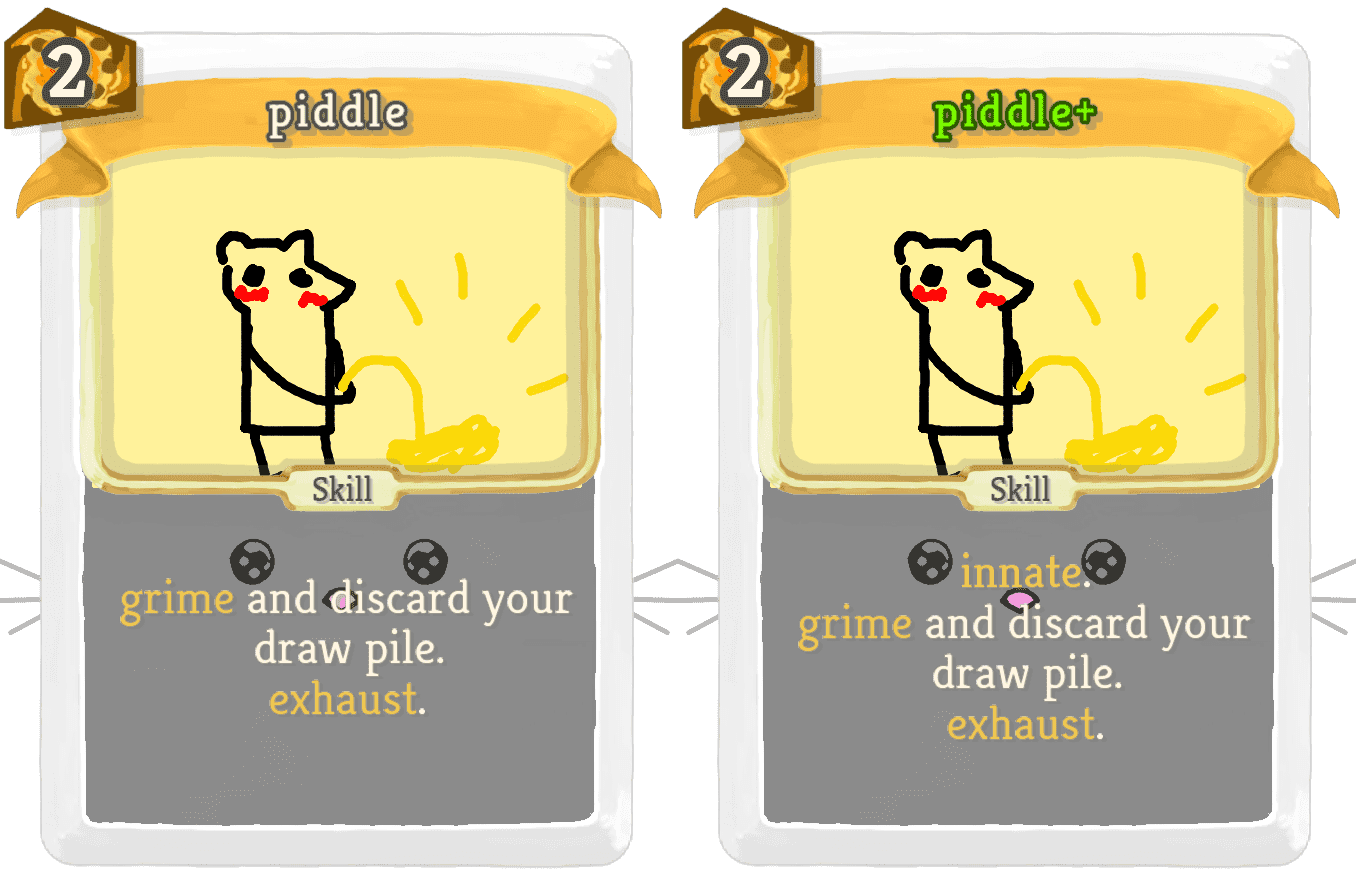 2
piddle
Skill
grime and discard your
draw pile.
exhaust.
2
piddle+
Skill
innate.
grime and discard your
draw pile.
exhaust.